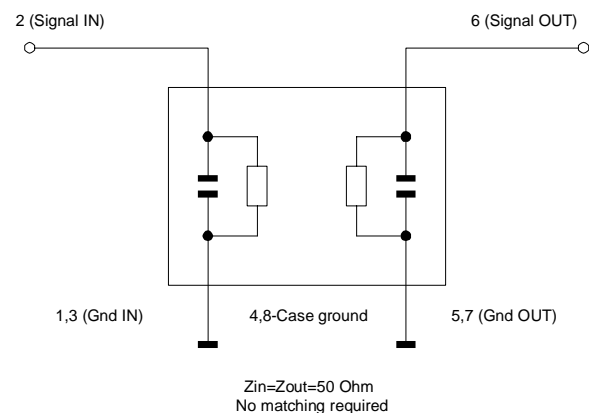 2 (Signal IN)
6 (Signal OUT)
1,3 (Gnd IN)
4,8-Case ground
5,7 (Gnd OUT)
Zin=Zout=50 Ohm
No matching required